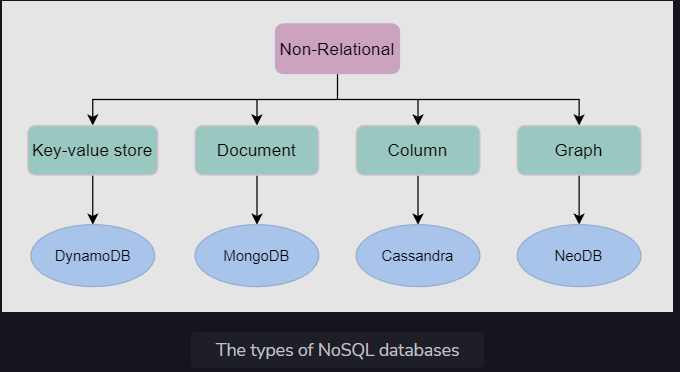 Non-Relational
Key-value store
Document
Column
Graph
DynamoDB
MongoDB
Cassandra
NeoDB
The types of NoSQL databases